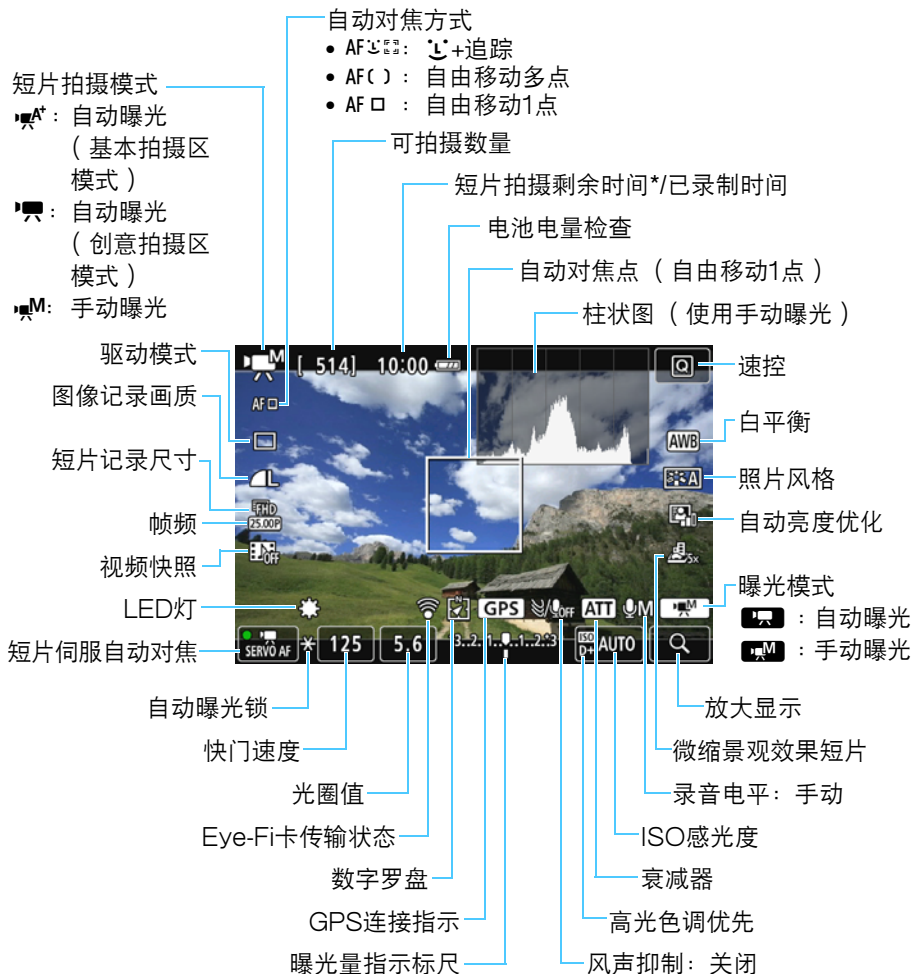 自动对焦方式
• AF : +追踪
• AF( ) : 自由移动多点
• AF□ : 自由移动1点
短片拍摄模式
A⁺: 自动曝光
（基本拍摄区
模式）
: 自动曝光
（创意拍摄区
模式）
M: 手动曝光
可拍摄数量
短片拍摄剩余时间*/已录制时间
电池电量检查
自动对焦点（自由移动1点）
柱状图（使用手动曝光）
驱动模式
图像记录画质
短片记录尺寸
帧频
视频快照
LED灯
短片伺服自动对焦
M [ 514] 10:00
Q
AF□
AWB
L
A
FHD
25.00P
OFF
5x
N GPS OFF ATT M M
SERVO AF * 125 5.6 3..2..1..0..1..2..3 ISO D+ AUTO
速控
白平衡
照片风格
自动亮度优化
曝光模式
: 自动曝光
M : 手动曝光
自动曝光锁
快门速度
光圈值
Eye-Fi卡传输状态
数字罗盘
GPS连接指示
曝光量指示标尺
放大显示
微缩景观效果短片
录音电平：手动
ISO感光度
衰减器
高光色调优先
风声抑制：关闭